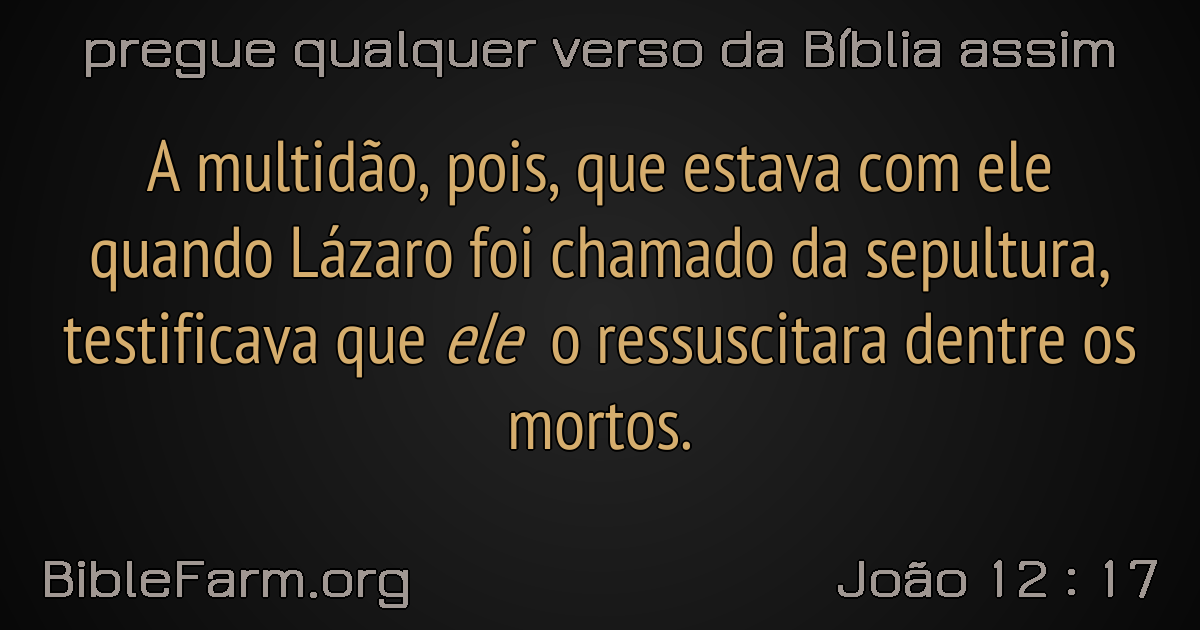 pregue qualquer verso da Bíblia assim
A multidão, pois, que estava com ele
quando Lázaro foi chamado da sepultura,
testificava que ele o ressuscitara dentre os
mortos.
BibleFarm.org
João 12 : 17